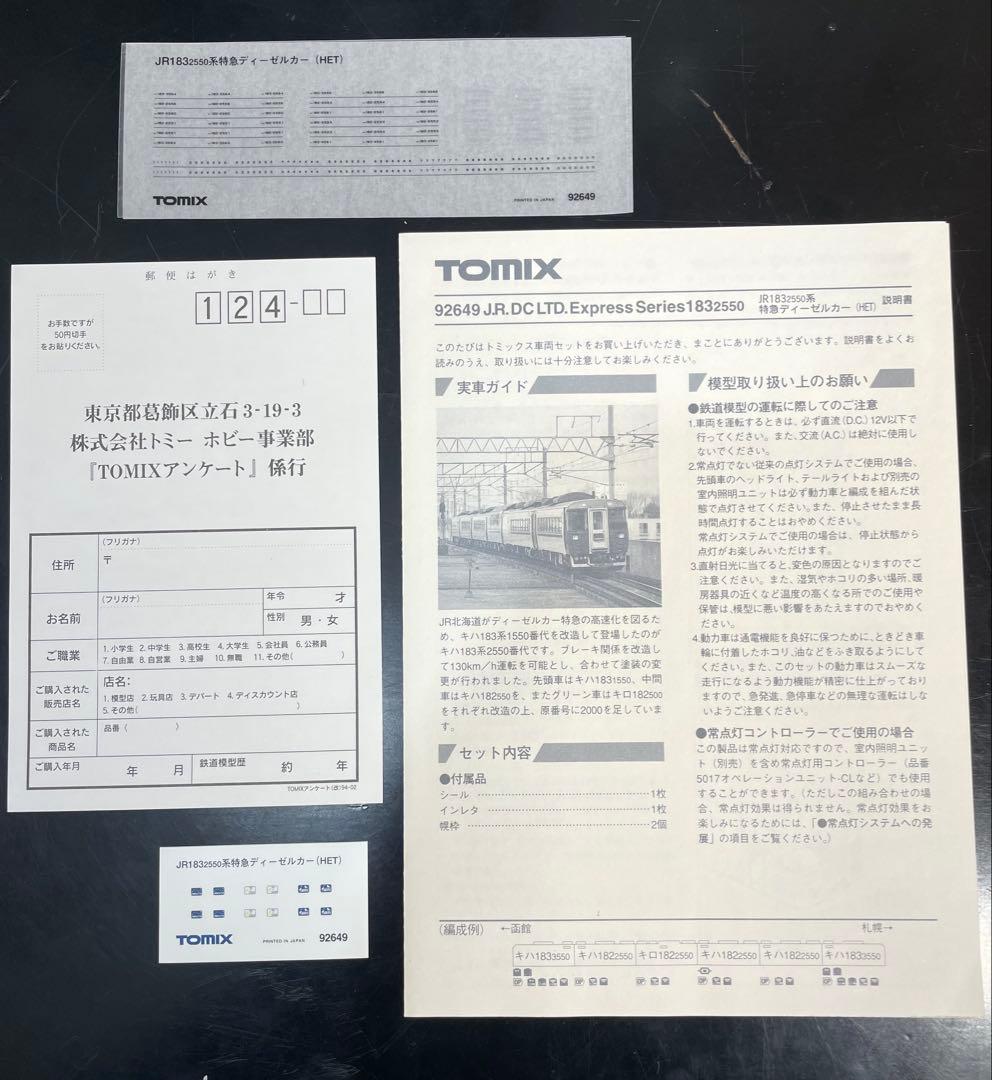 JR1832550系特急ディーゼルカー(HET)
TOMIX
PRINTED IN JAPAN
92649
郵便はがき
124-
お手数ですが
50円切手
をお貼りください。
東京都葛飾区立石3-19-3
株式会社トミー ホビー事業部
『TOMIXアンケート』係行
住所
(フリガナ)
〒
お名前
(フリガナ)
年令 才
性別 男・女
ご職業
1.小学生 2.中学生 3.高校生 4.大学生 5.会社員 6.公務員
7.自由業 8.自営業 9.主婦 10.無職 11.その他( )
ご購入された
販売店名
店名:
1.模型店 2.玩具店 3.デパート 4.ディスカウント店
5.その他( )
ご購入された
商品名
品番( )
ご購入年月
年 月
鉄道模型歴
約 年
TOMIXアンケート(改)94-02
JR1832550系特急ディーゼルカー(HET)
TOMIX
PRINTED IN JAPAN
92649
TOMIX
92649 J.R. DC LTD. Express Series183 2550 JR183 2550系 特急ディーゼルカー(HET) 説明書
このたびはトミックス車両セットをお買い上げいただき、まことにありがとうございます。説明書をよくお
読みのうえ、取り扱いには十分注意してお楽しみください。
実車ガイド
JR北海道がディーゼルカー特急の高速化を図るた
め、キハ183系1550番代を改造して登場したのが
キハ183系2550番代です。ブレーキ関係を改造し
て130km/h運転を可能とし、合わせて塗装の変
更が行われました。先頭車はキハ1831550、中間
車はキハ182550を、またグリーン車はキロ182500
をそれぞれ改造の上、原番号に2000を足していま
す。
セット内容
●付属品
シール 1枚
インレタ 1枚
幌枠 2個
模型取り扱い上のお願い
●鉄道模型の運転に際してのご注意
1.車両を運転するときは、必ず直流(D.C.)12V以下で
行ってください。また、交流(A.C.)は絶対に使用し
ないでください。
2.常点灯でない従来の点灯システムでご使用の場合、
先頭車のヘッドライト、テールライトおよび別売の
室内照明ユニットは必ず動力車と編成を組んだ状
態で点灯させてください。また、停止させたまま長
時間点灯することはおやめください。
常点灯システムでご使用の場合は、停止状態から
点灯がお楽しみいただけます。
3.直射日光に当てると、変色の原因となりますのでご
注意ください。また、湿気やホコリの多い場所、暖
房器具の近くなど温度の高くなる所でのご使用や
保管は、模型に悪い影響をあたえますのでおやめく
ださい。
4.動力車は通電機能を良好に保つために、ときどき車
輪に付着したホコリ、油などをふき取るようにして
ください。また、このセットの動力車はスムーズな
走行になるよう動力機能が精密に仕上がっており
ますので、急発進、急停車などの無理な運転はしな
いようご注意ください。
●常点灯コントローラーでご使用の場合
この製品は常点灯対応ですので、室内照明ユニッ
ト(別売)を含め常点灯用コントローラー(品番
5017オペレーションユニット-CLなど)でも使用
することができます。(ただしこの組み合わせの場
合、常点灯効果は得られません。常点灯効果をお
楽しみになるためには、「●常点灯システムへの発
展」の項目をご覧ください。)
(編成例) ←函館 札幌→
キハ1833550 キハ1822550 キロ1822550 キハ1822550 キハ1822550 キハ1833550